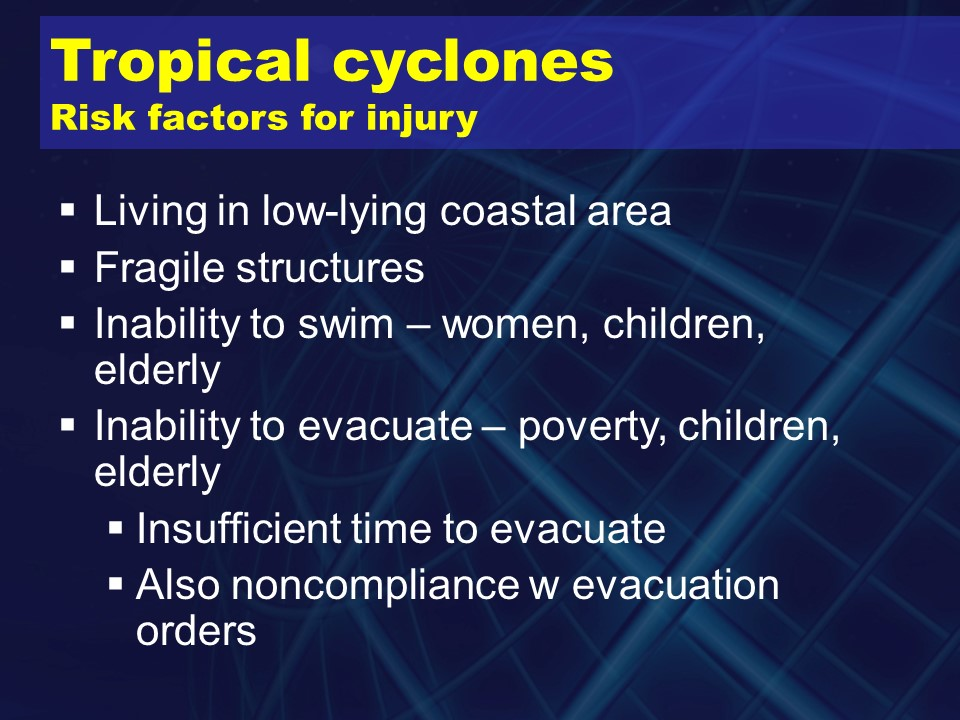 Tropical cyclones
Risk factors for injury
▪ Living in low-lying coastal area
▪ Fragile structures
▪ Inability to swim – women, children,
elderly
▪ Inability to evacuate – poverty, children,
elderly
▪ Insufficient time to evacuate
▪ Also noncompliance w evacuation
orders